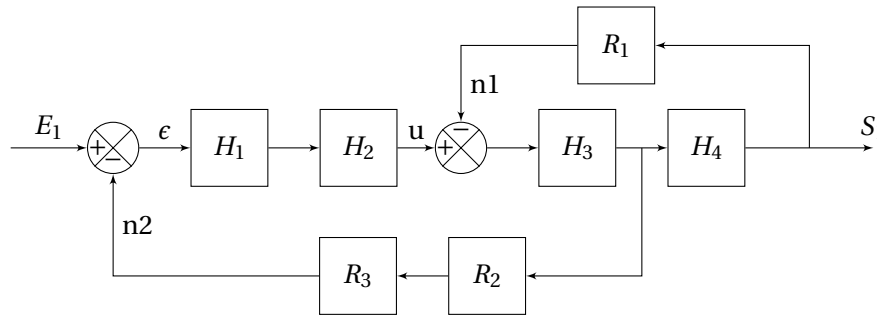 R₁
n1
E₁ + − ϵ H₁ H₂ u + − H₃ H₄ S
n2
R₃ R₂